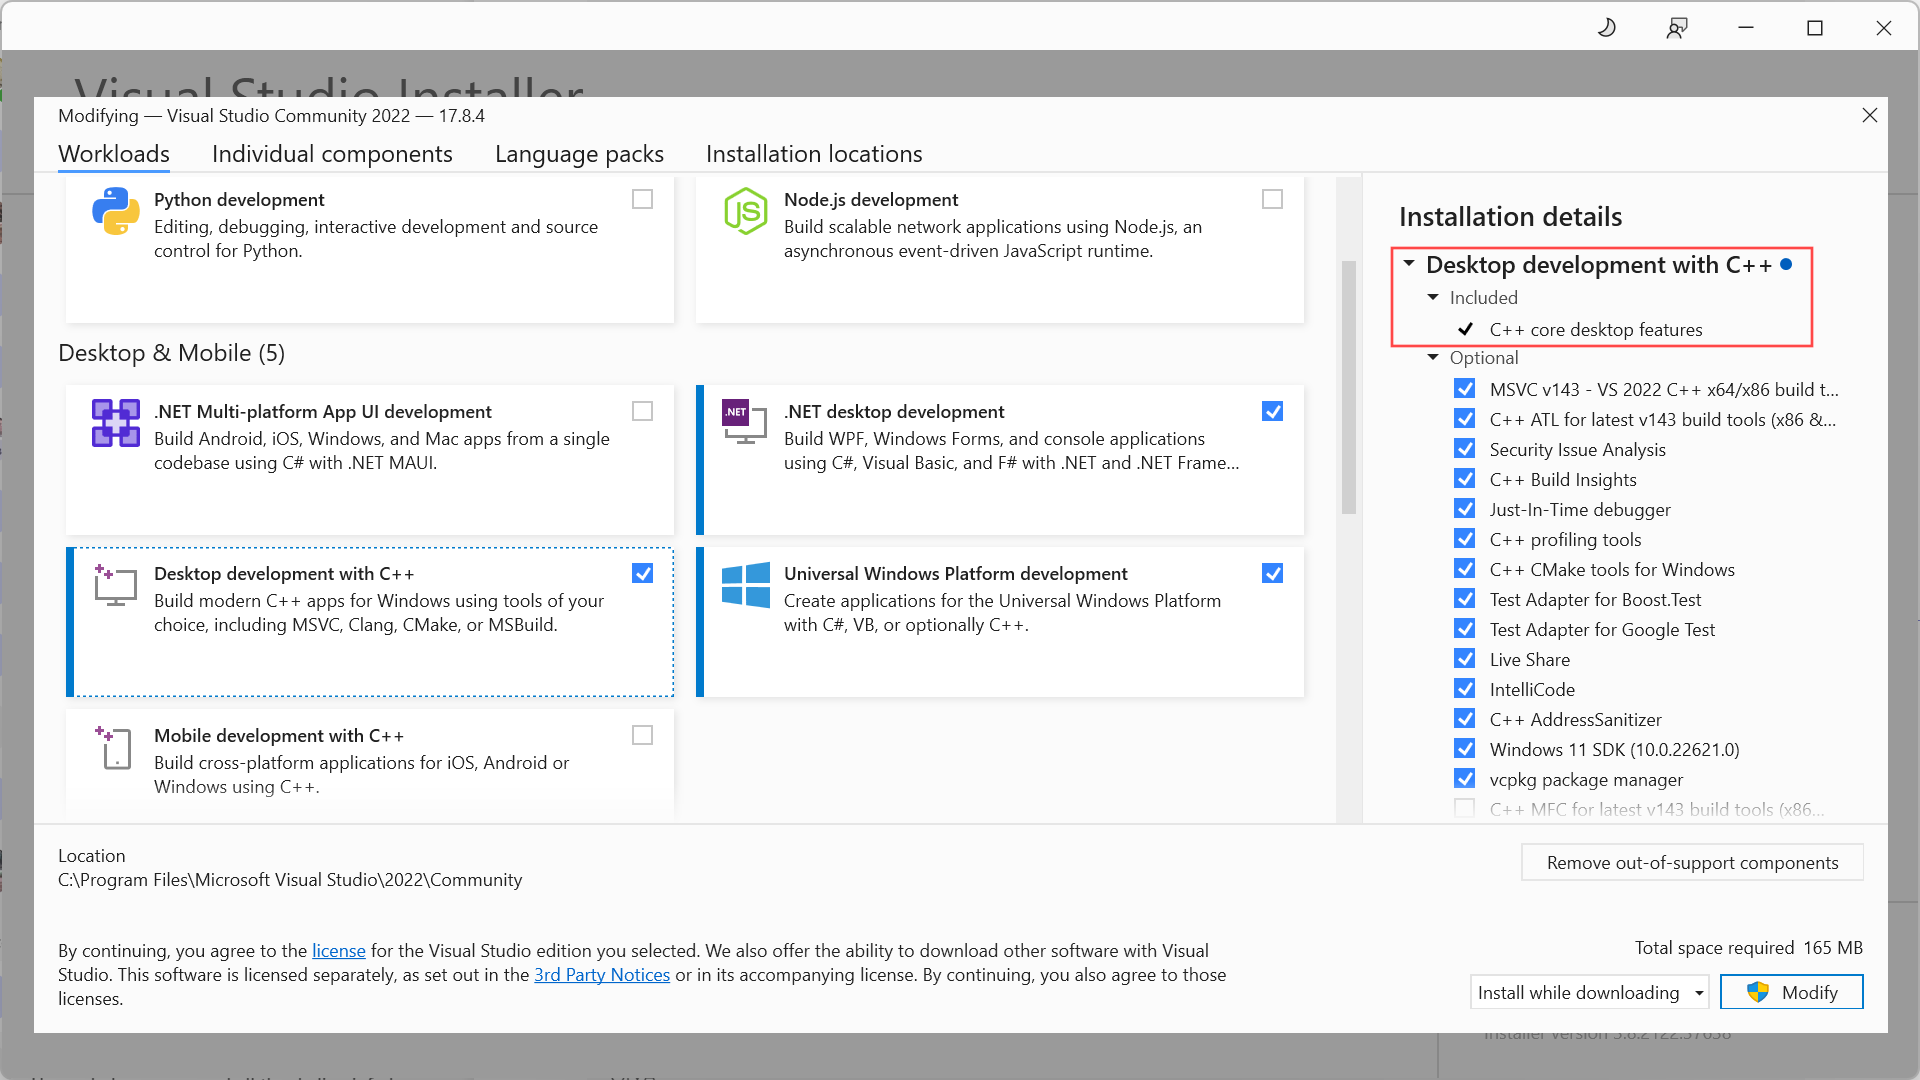 Visual Studio Installer
Modifying — Visual Studio Community 2022 — 17.8.4
Workloads
Individual components
Language packs
Installation locations
Python development
Editing, debugging, interactive development and source
control for Python.
JS
Node.js development
Build scalable network applications using Node.js, an
asynchronous event-driven JavaScript runtime.
Desktop & Mobile (5)
.NET Multi-platform App UI development
Build Android, iOS, Windows, and Mac apps from a single
codebase using C# with .NET MAUI.
.NET
.NET desktop development
Build WPF, Windows Forms, and console applications
using C#, Visual Basic, and F# with .NET and .NET Frame...
Desktop development with C++
Build modern C++ apps for Windows using tools of your
choice, including MSVC, Clang, CMake, or MSBuild.
Universal Windows Platform development
Create applications for the Universal Windows Platform
with C#, VB, or optionally C++.
Mobile development with C++
Build cross-platform applications for iOS, Android or
Windows using C++.
Installation details
Desktop development with C++
Included
C++ core desktop features
Optional
MSVC v143 - VS 2022 C++ x64/x86 build t...
C++ ATL for latest v143 build tools (x86 &...
Security Issue Analysis
C++ Build Insights
Just-In-Time debugger
C++ profiling tools
C++ CMake tools for Windows
Test Adapter for Boost.Test
Test Adapter for Google Test
Live Share
IntelliCode
C++ AddressSanitizer
Windows 11 SDK (10.0.22621.0)
vcpkg package manager
C++ MFC for latest v143 build tools (x86...
Location
C:\Program Files\Microsoft Visual Studio\2022\Community
Remove out-of-support components
By continuing, you agree to the license for the Visual Studio edition you selected. We also offer the ability to download other software with Visual
Studio. This software is licensed separately, as set out in the 3rd Party Notices or in its accompanying license. By continuing, you also agree to those
licenses.
Total space required 165 MB
Install while downloading
Modify
Installer version 3.8.2122.37638